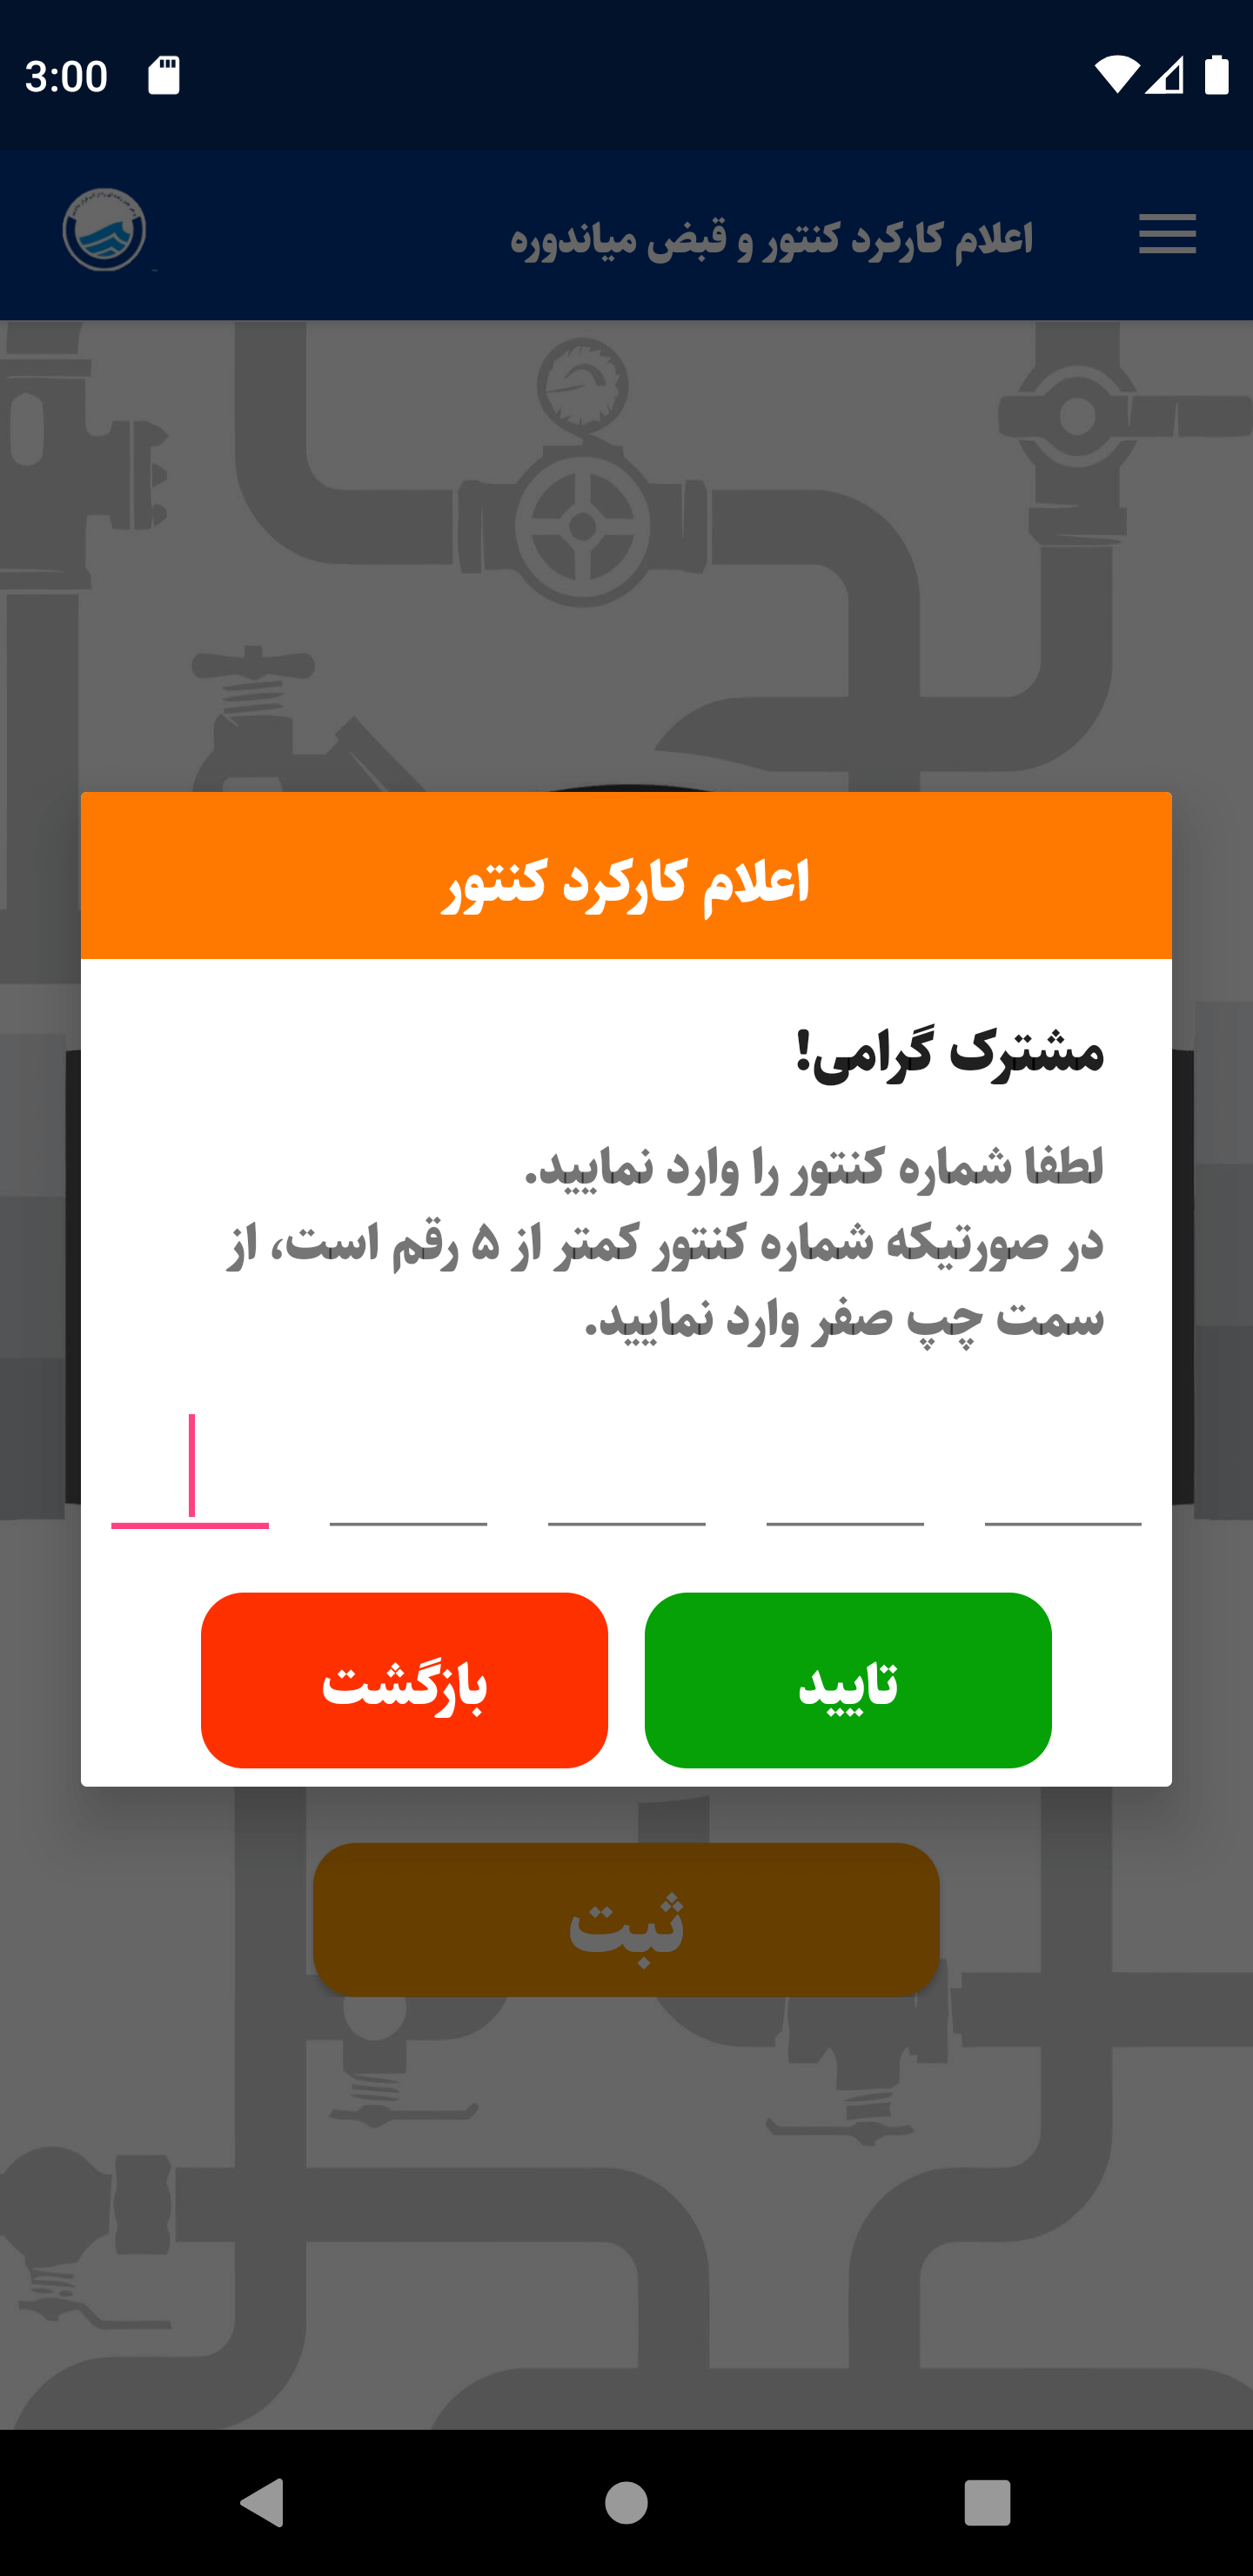 3:00
اعلام کارکرد کنتور و قبض میاندوره
اعلام کارکرد کنتور
مشترک گرامی!
لطفا شماره کنتور را وارد نمایید.
در صورتیکه شماره کنتور کمتر از ۵ رقم است، از
سمت چپ صفر وارد نمایید.
تایید
بازگشت
ثبت